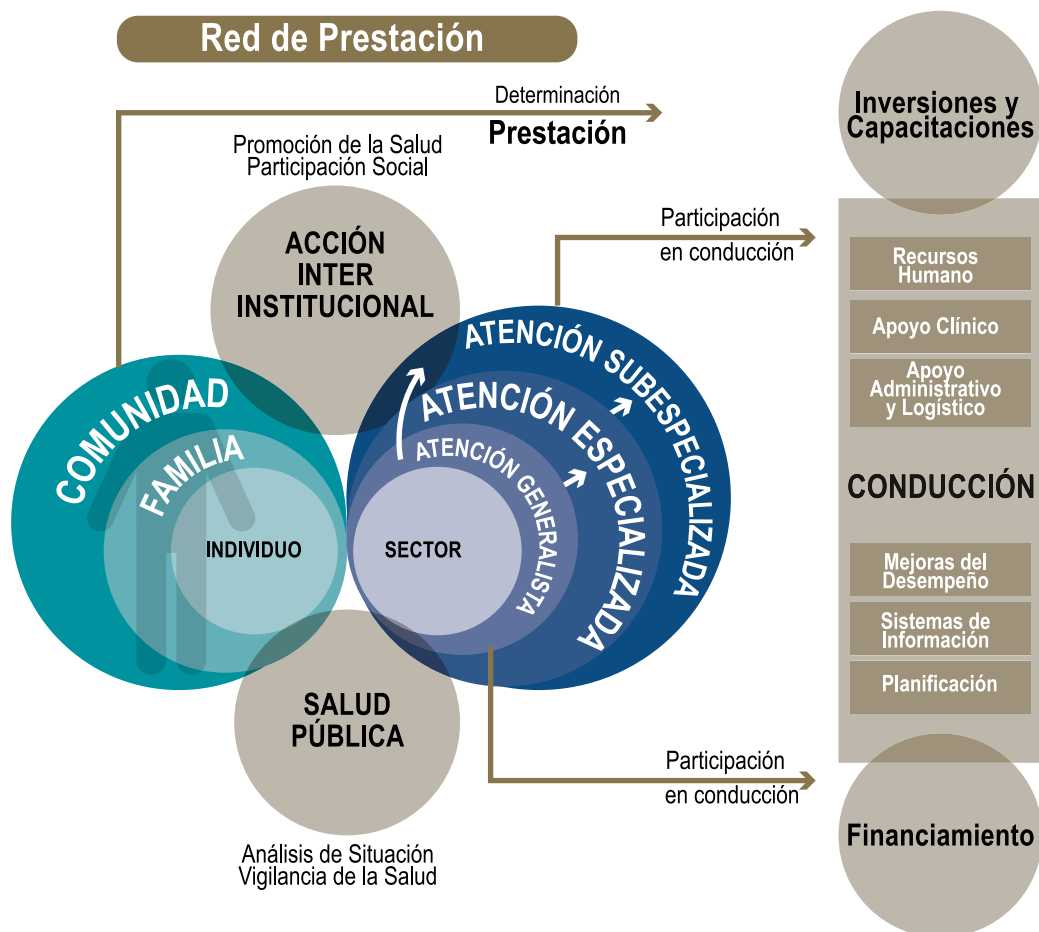 Red de Prestación
Determinación
Prestación
Promoción de la Salud
Participación Social
ACCIÓN
INTER
INSTITUCIONAL
COMUNIDAD
FAMILIA
INDIVIDUO
SECTOR
ATENCIÓN GENERALISTA
ATENCIÓN ESPECIALIZADA
ATENCIÓN SUBESPECIALIZADA
SALUD
PÚBLICA
Análisis de Situación
Vigilancia de la Salud
Participación
en conducción
Participación
en conducción
Inversiones y
Capacitaciones
Recursos
Humano
Apoyo Clínico
Apoyo
Administrativo
y Logístico
CONDUCCIÓN
Mejoras del
Desempeño
Sistemas de
Información
Planificación
Financiamiento